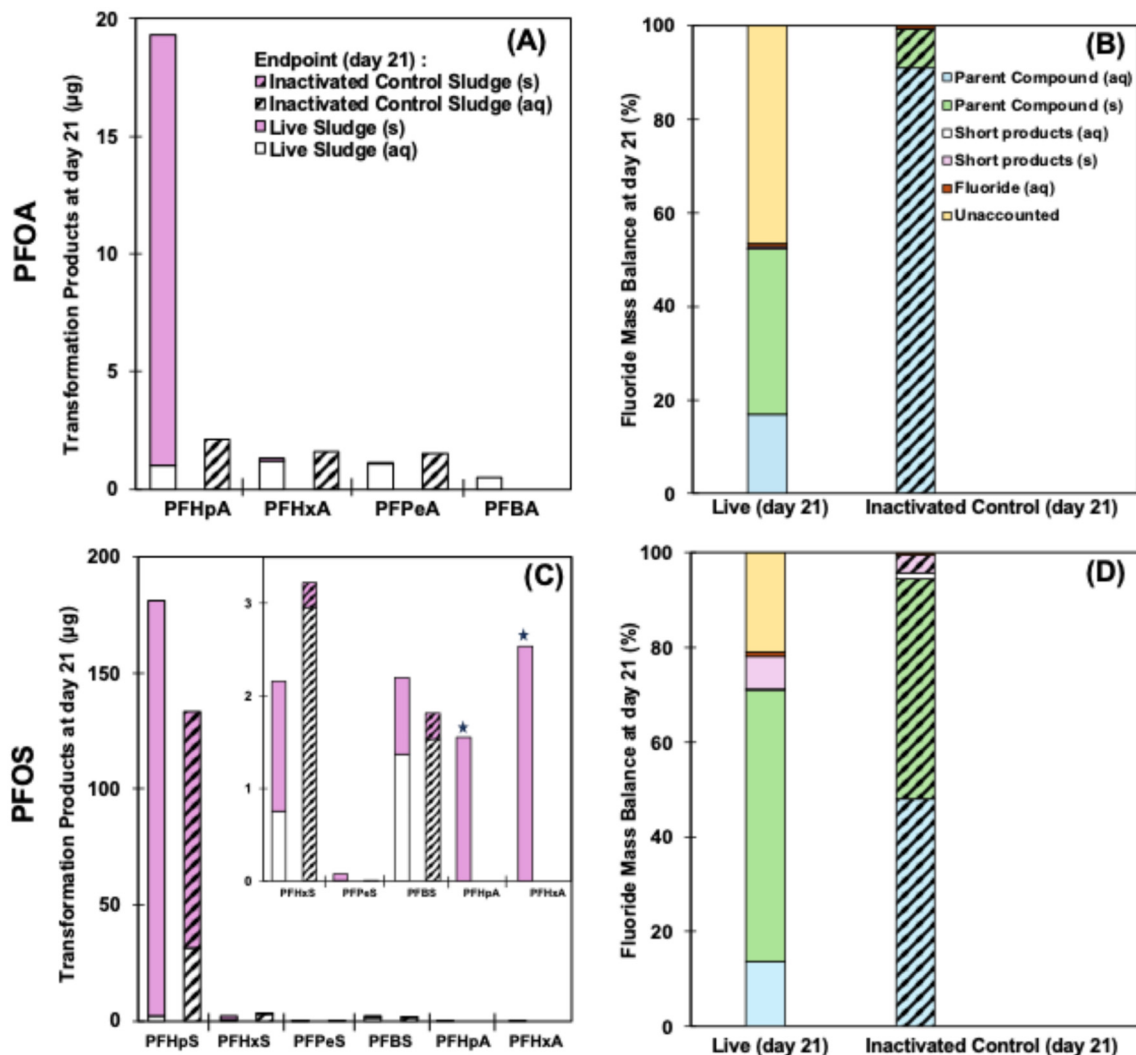 PFOA
Transformation Products at day 21 (µg)
20
15
10
5
0
(A)
Endpoint (day 21) :
Inactivated Control Sludge (s)
Inactivated Control Sludge (aq)
Live Sludge (s)
Live Sludge (aq)
PFHpA PFHxA PFPeA PFBA
Fluoride Mass Balance at day 21 (%)
100
80
60
40
20
0
(B)
Parent Compound (aq)
Parent Compound (s)
Short products (aq)
Short products (s)
Fluoride (aq)
Unaccounted
Live (day 21) Inactivated Control (day 21)
PFOS
Transformation Products at day 21 (µg)
200
150
100
50
0
(C)
3
2
1
0
PFHxS PFPeS PFBS PFHpA PFHxA
PFHpS PFHxS PFPeS PFBS PFHpA PFHxA
Fluoride Mass Balance at day 21 (%)
100
80
60
40
20
0
(D)
Live (day 21) Inactivated Control (day 21)